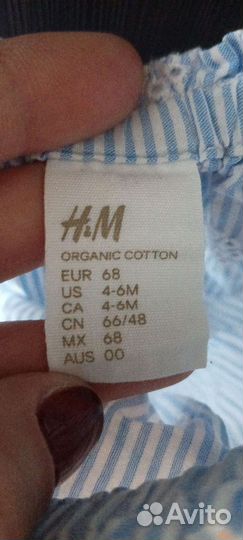 H&M
ORGANIC COTTON
EUR 68
US 4-6M
CA 4-6M
CN 66/48
MX 68
AUS 00
Avito